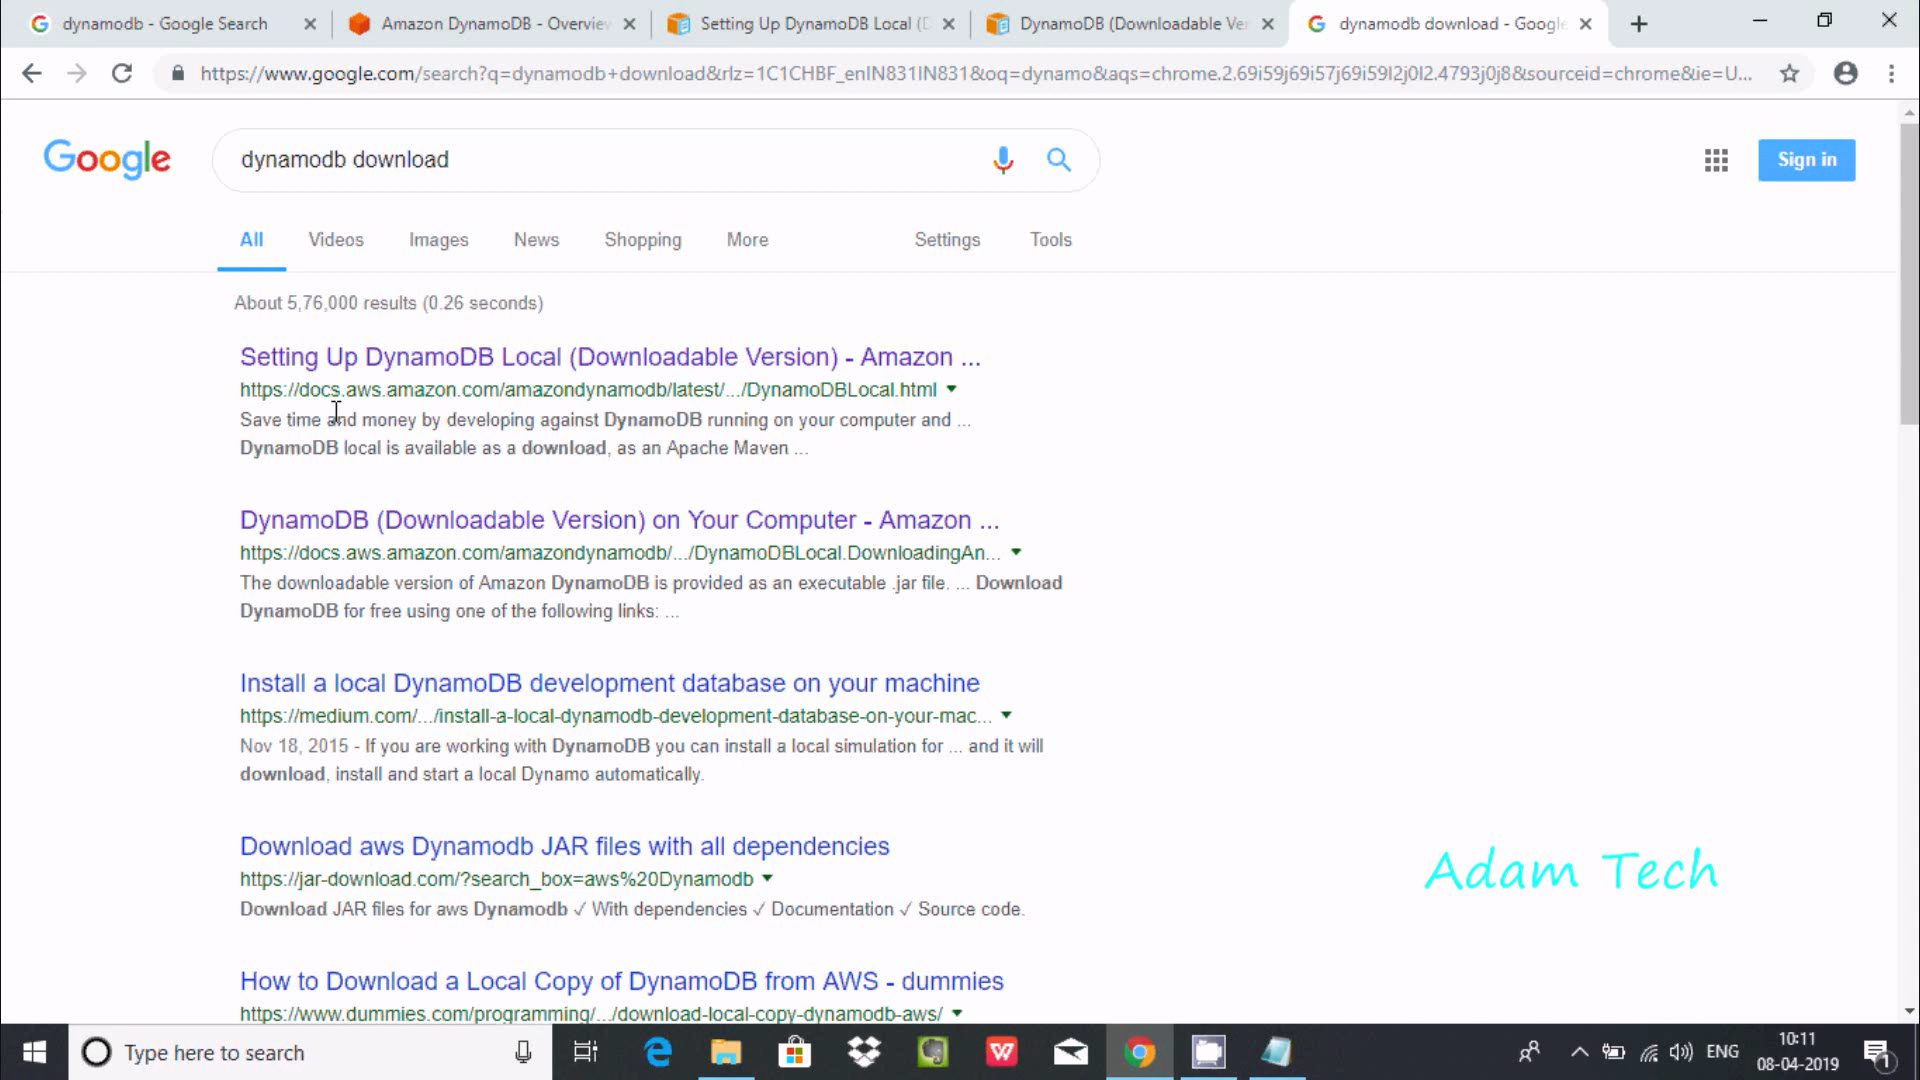 dynamodb - Google Search
Amazon DynamoDB - Overview
Setting Up DynamoDB Local (D
DynamoDB (Downloadable Ver
dynamodb download - Google
https://www.google.com/search?q=dynamodb+download&rlz=1C1CHBF_enIN831IN831&oq=dynamo&aqs=chrome.2.69i59j69i57j69i59l2j0l2.4793j0j8&sourceid=chrome&ie=U...
Google
dynamodb download
Sign in
All Videos Images News Shopping More Settings Tools
About 5,76,000 results (0.26 seconds)
Setting Up DynamoDB Local (Downloadable Version) - Amazon ...
https://docs.aws.amazon.com/amazondynamodb/latest/.../DynamoDBLocal.html
Save time and money by developing against DynamoDB running on your computer and ...
DynamoDB local is available as a download, as an Apache Maven ...
DynamoDB (Downloadable Version) on Your Computer - Amazon ...
https://docs.aws.amazon.com/amazondynamodb/.../DynamoDBLocal.DownloadingAn...
The downloadable version of Amazon DynamoDB is provided as an executable .jar file. ... Download
DynamoDB for free using one of the following links: ...
Install a local DynamoDB development database on your machine
https://medium.com/.../install-a-local-dynamodb-development-database-on-your-mac...
Nov 18, 2015 - If you are working with DynamoDB you can install a local simulation for ... and it will
download, install and start a local Dynamo automatically.
Download aws Dynamodb JAR files with all dependencies
https://jar-download.com/?search_box=aws%20Dynamodb
Download JAR files for aws Dynamodb ✓ With dependencies ✓ Documentation ✓ Source code.
Adam Tech
How to Download a Local Copy of DynamoDB from AWS - dummies
https://www.dummies.com/programming/.../download-local-copy-dynamodb-aws/
Type here to search
ENG
10:11
08-04-2019
1